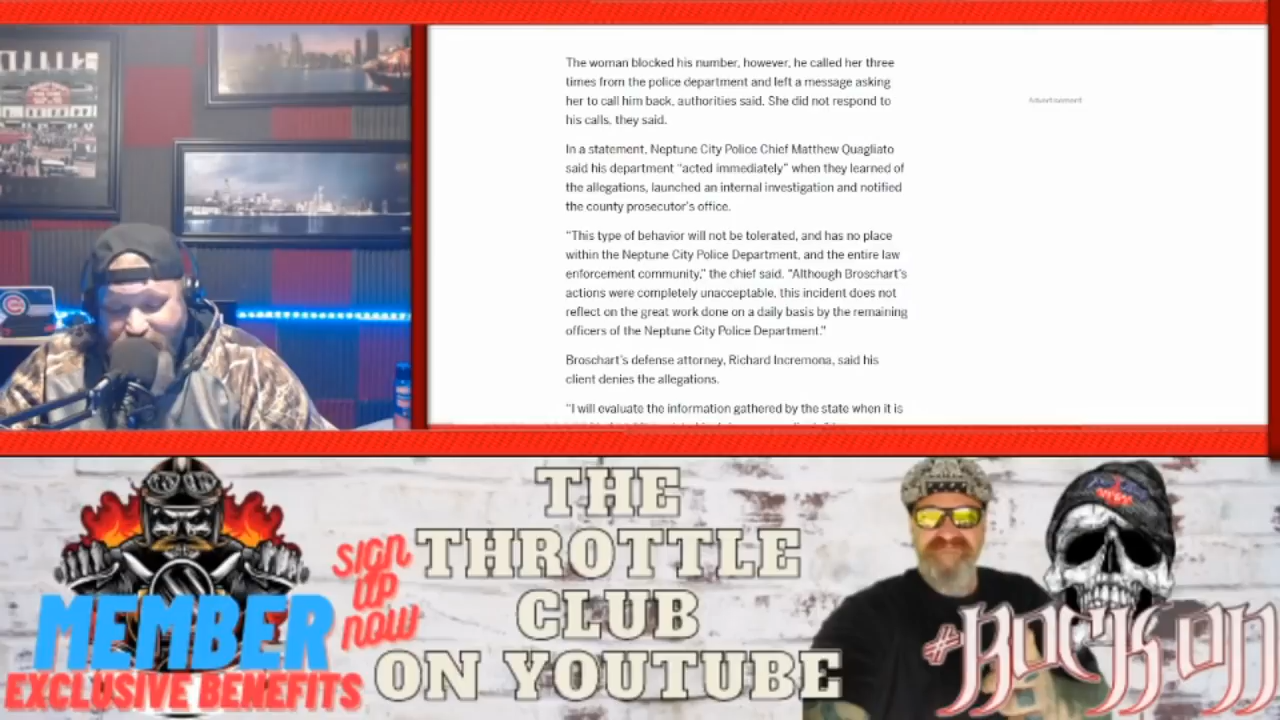 The woman blocked his number, however, he called her three
times from the police department and left a message asking
her to call him back, authorities said. She did not respond to
his calls, they said.
Advertisement
In a statement, Neptune City Police Chief Matthew Quagliato
said his department “acted immediately” when they learned of
the allegations, launched an internal investigation and notified
the county prosecutor’s office.
“This type of behavior will not be tolerated, and has no place
within the Neptune City Police Department, and the entire law
enforcement community,” the chief said. “Although Broschart’s
actions were completely unacceptable, this incident does not
reflect on the great work done on a daily basis by the remaining
officers of the Neptune City Police Department.”
Broschart’s defense attorney, Richard Incremona, said his
client denies the allegations.
“I will evaluate the information gathered by the state when it is
MEMBER
EXCLUSIVE BENEFITS
sign
up
now
THE
THROTTLE
CLUB
ON YOUTUBE
#ROCK ON